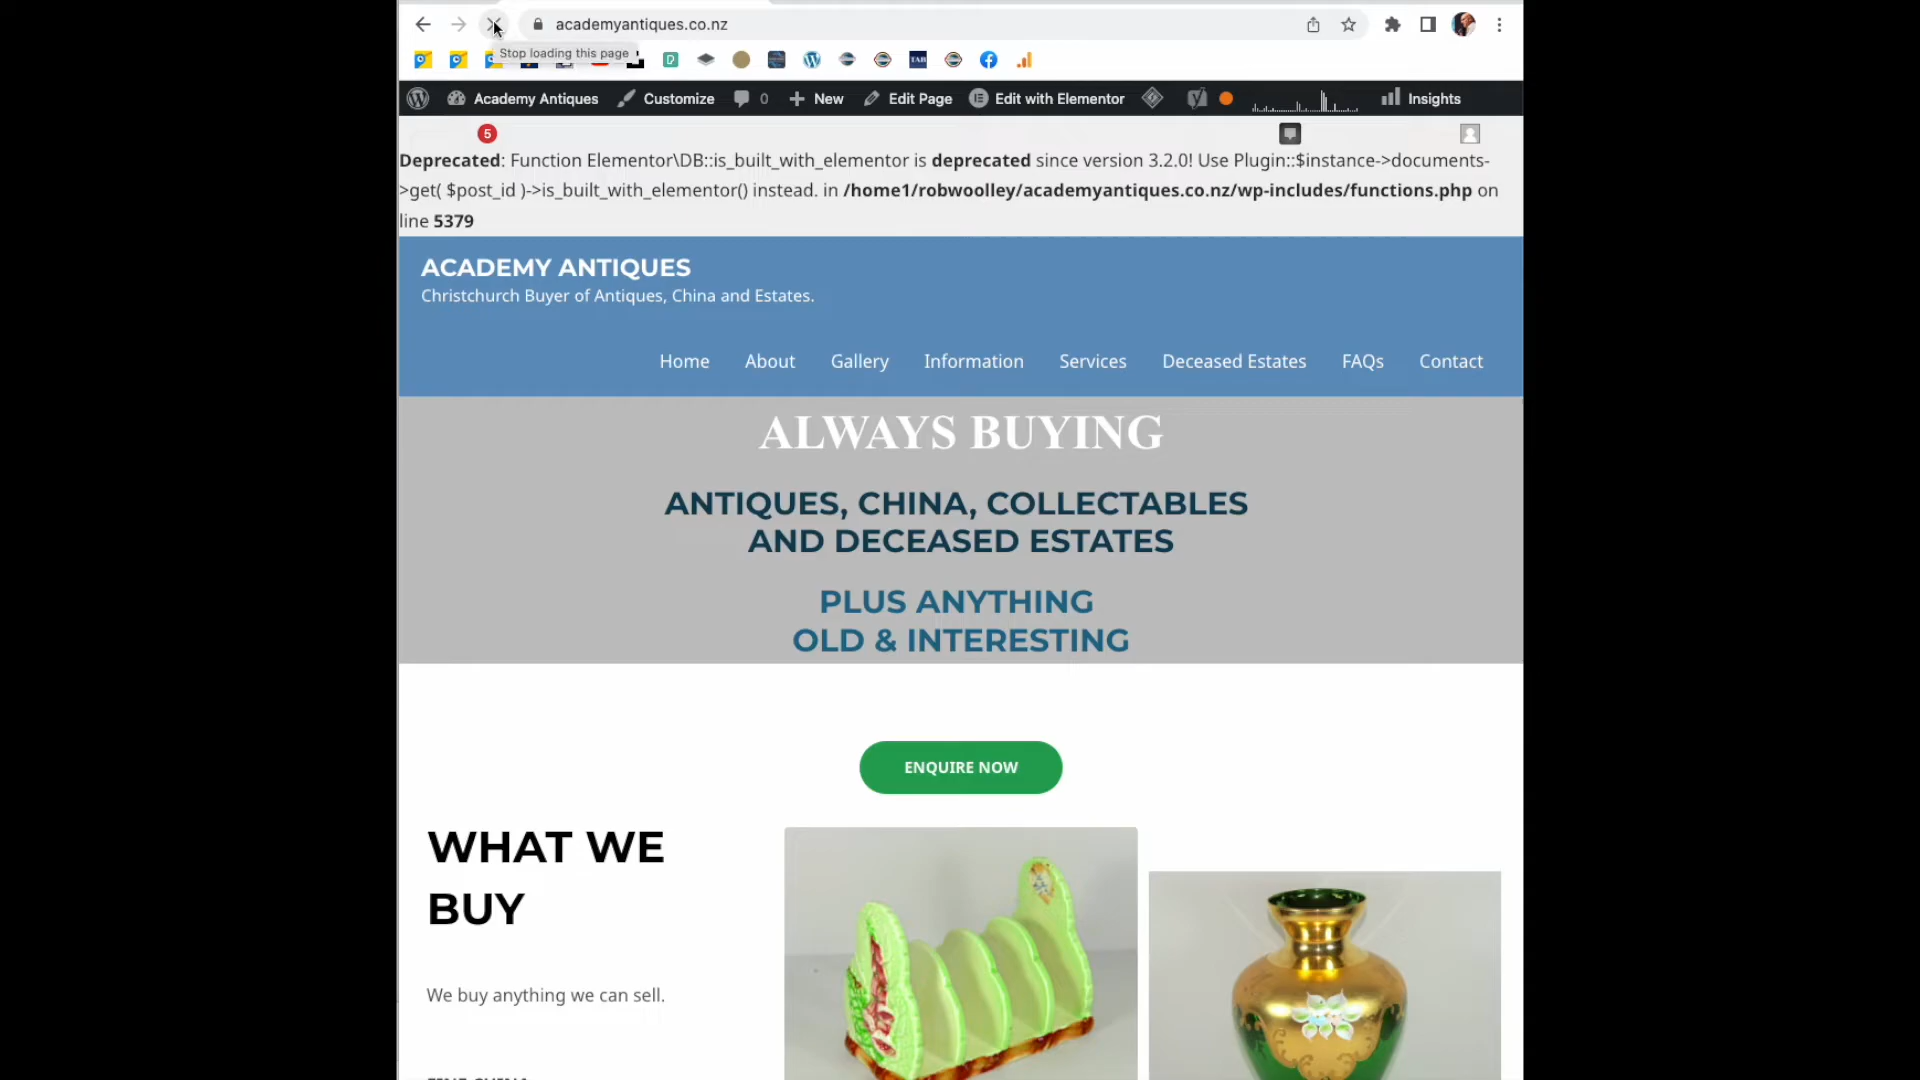 academyantiques.co.nz
Stop loading this page
TAB
Academy Antiques Customize 0 New Edit Page Edit with Elementor Insights
5
Deprecated: Function Elementor\DB::is_built_with_elementor is deprecated since version 3.2.0! Use Plugin::$instance->documents-
>get( $post_id )->is_built_with_elementor() instead. in /home1/robwoolley/academyantiques.co.nz/wp-includes/functions.php on
line 5379
ACADEMY ANTIQUES
Christchurch Buyer of Antiques, China and Estates.
Home About Gallery Information Services Deceased Estates FAQs Contact
ALWAYS BUYING
ANTIQUES, CHINA, COLLECTABLES
AND DECEASED ESTATES
PLUS ANYTHING
OLD & INTERESTING
ENQUIRE NOW
WHAT WE
BUY
We buy anything we can sell.